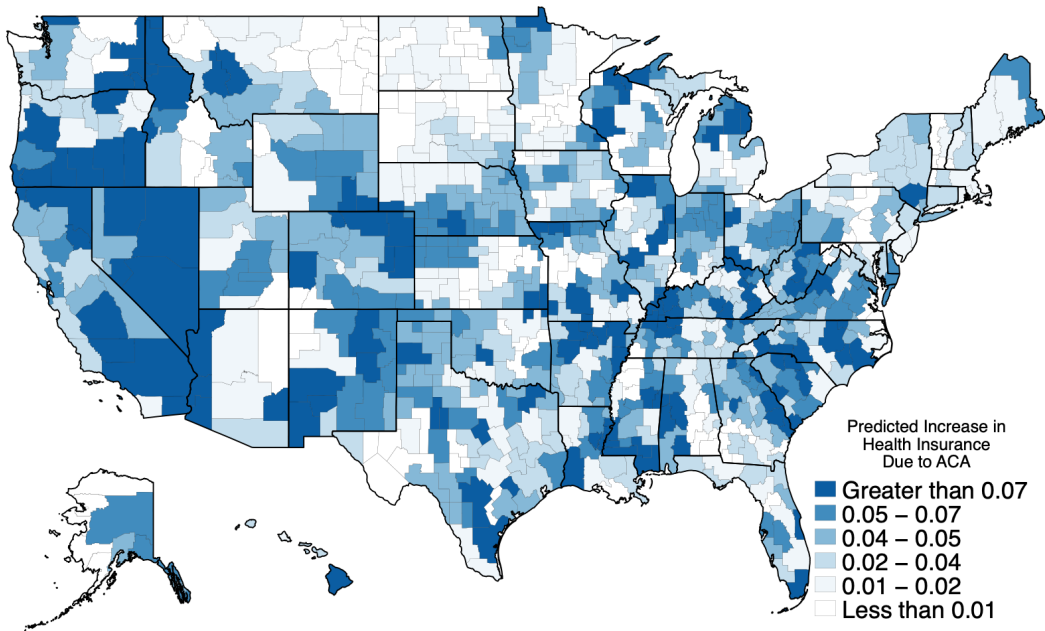 Predicted Increase in
Health Insurance
Due to ACA
Greater than 0.07
0.05 – 0.07
0.04 – 0.05
0.02 – 0.04
0.01 – 0.02
Less than 0.01